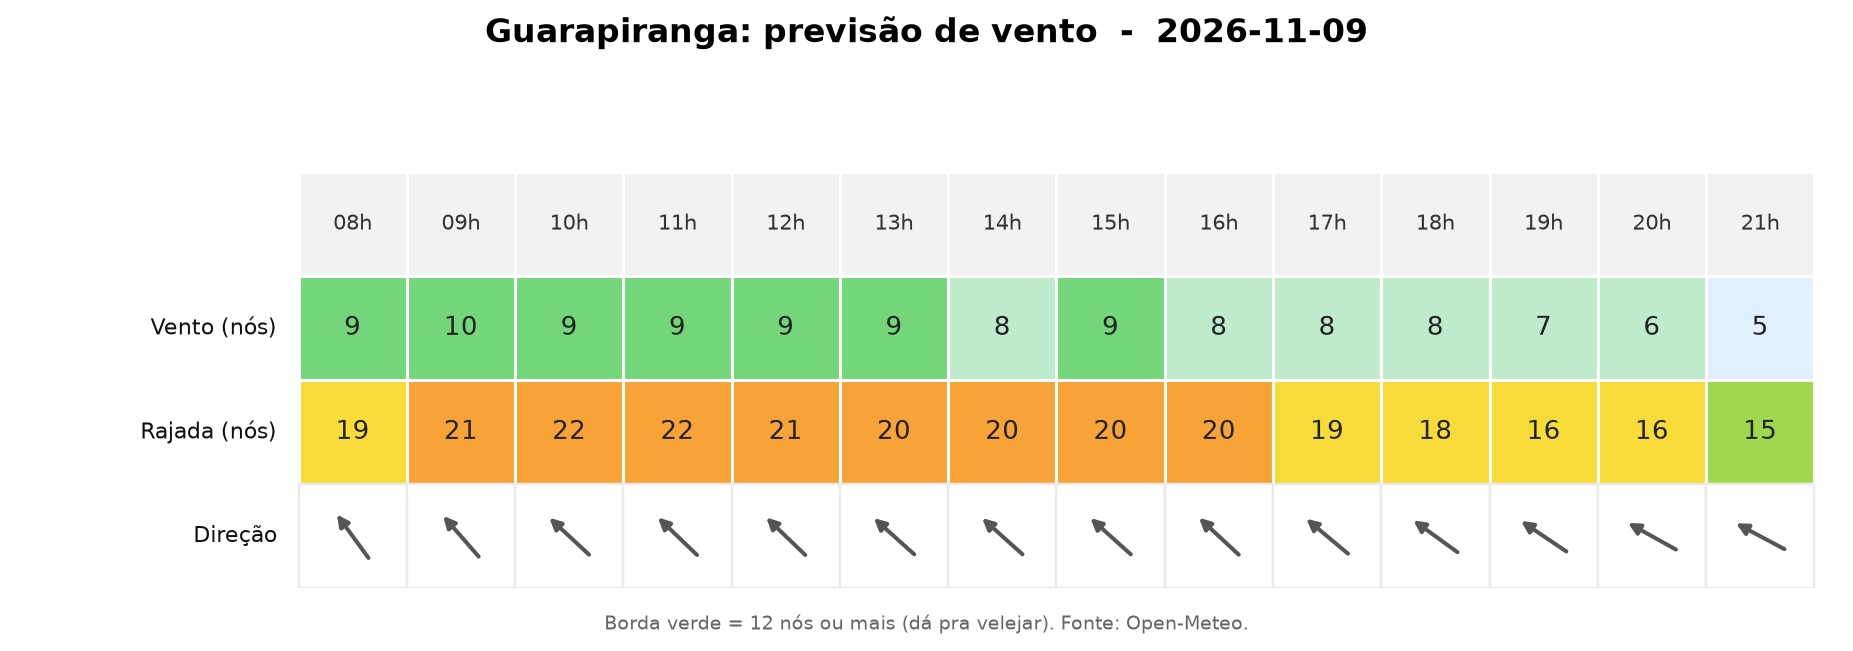 Guarapiranga: previsão de vento - 2026-11-09
08h 09h 10h 11h 12h 13h 14h 15h 16h 17h 18h 19h 20h 21h
Vento (nós) 9 10 9 9 9 9 8 9 8 8 8 7 6 5
Rajada (nós) 19 21 22 22 21 20 20 20 20 19 18 16 16 15
Direção
Borda verde = 12 nós ou mais (dá pra velejar). Fonte: Open-Meteo.